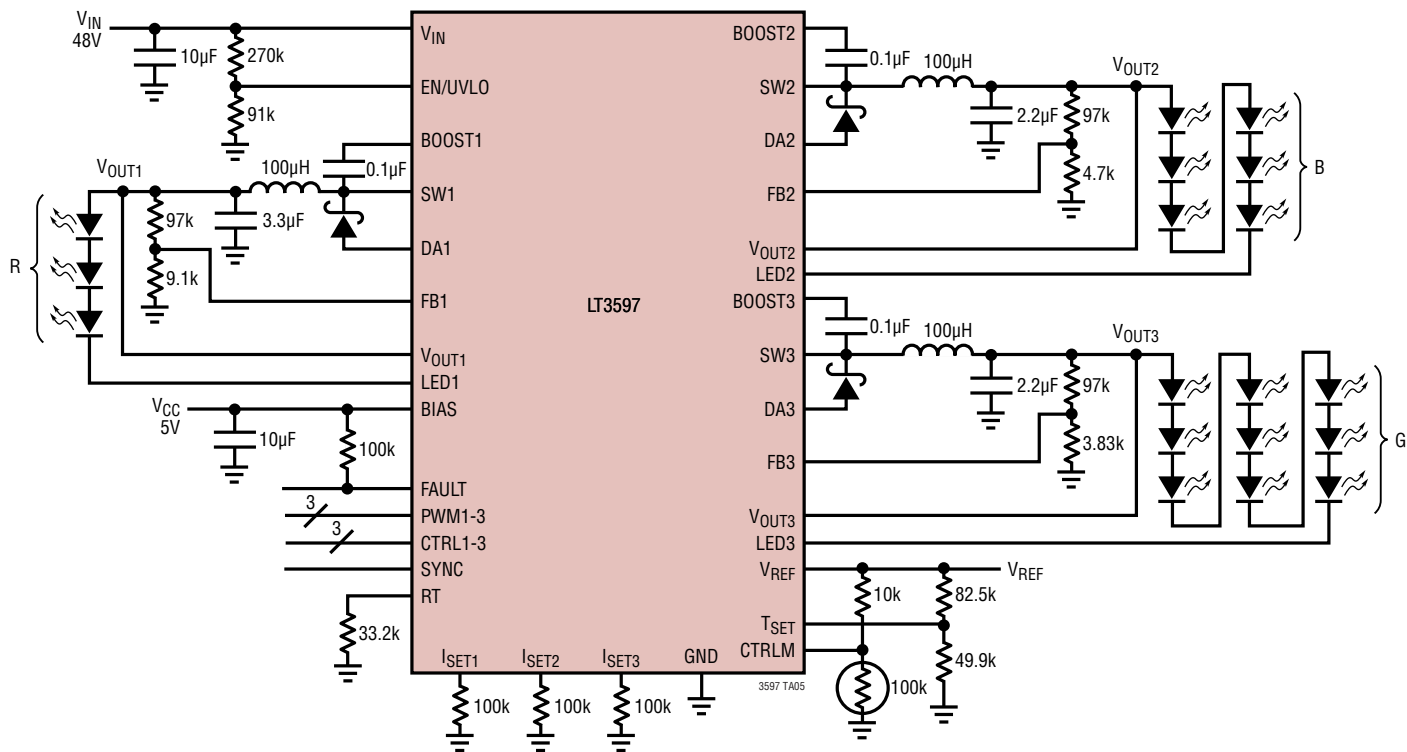 VIN
48V
10µF
270k
91k
VIN
EN/UVLO
BOOST1
VOUT1
100µH
0.1µF
SW1
97k
3.3µF
DA1
R
9.1k
FB1
VOUT1
LED1
VCC
5V
BIAS
10µF
100k
FAULT
3
PWM1-3
3
CTRL1-3
SYNC
RT
33.2k
ISET1
ISET2
ISET3
GND
100k
100k
100k
LT3597
BOOST2
0.1µF
100µH
VOUT2
SW2
2.2µF
97k
DA2
B
4.7k
FB2
VOUT2
LED2
BOOST3
0.1µF
100µH
VOUT3
SW3
2.2µF
97k
DA3
3.83k
G
FB3
VOUT3
LED3
VREF
VREF
10k
82.5k
TSET
CTRLM
49.9k
100k
3597 TA05